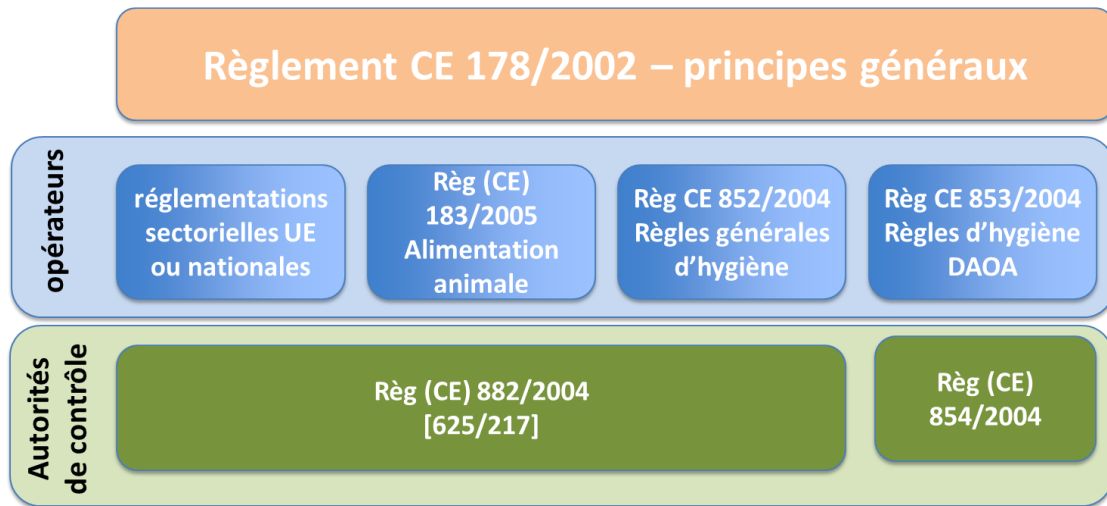 Règlement CE 178/2002 – principes généraux
opérateurs
réglementations
sectorielles UE
ou nationales
Règ (CE)
183/2005
Alimentation
animale
Règ CE 852/2004
Règles générales
d’hygiène
Règ CE 853/2004
Règles d’hygiène
DAOA
Autorités
de contrôle
Règ (CE) 882/2004
[625/217]
Règ (CE)
854/2004